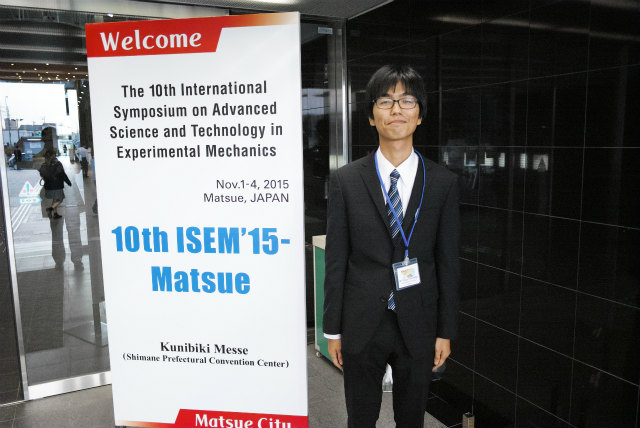 Welcome
The 10th International
Symposium on Advanced
Science and Technology in
Experimental Mechanics
Nov.1-4, 2015
Matsue, JAPAN
10th ISEM'15-
Matsue
Kunibiki Messe
(Shimane Prefectural Convention Center)
Matsue City